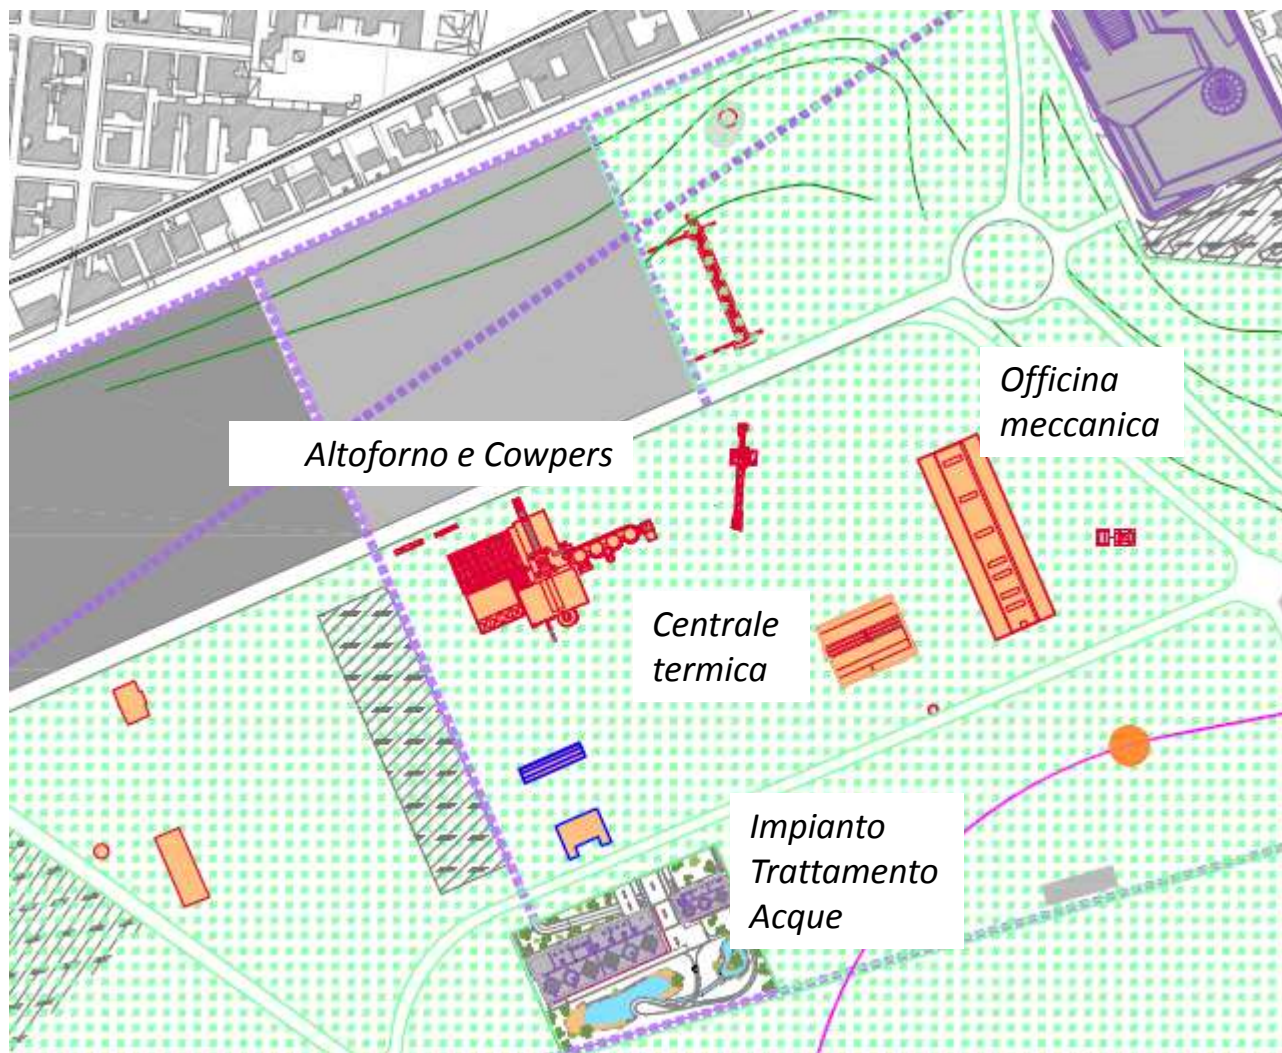 Officina
meccanica
Altoforno e Cowpers
Centrale
termica
Impianto
Trattamento
Acque